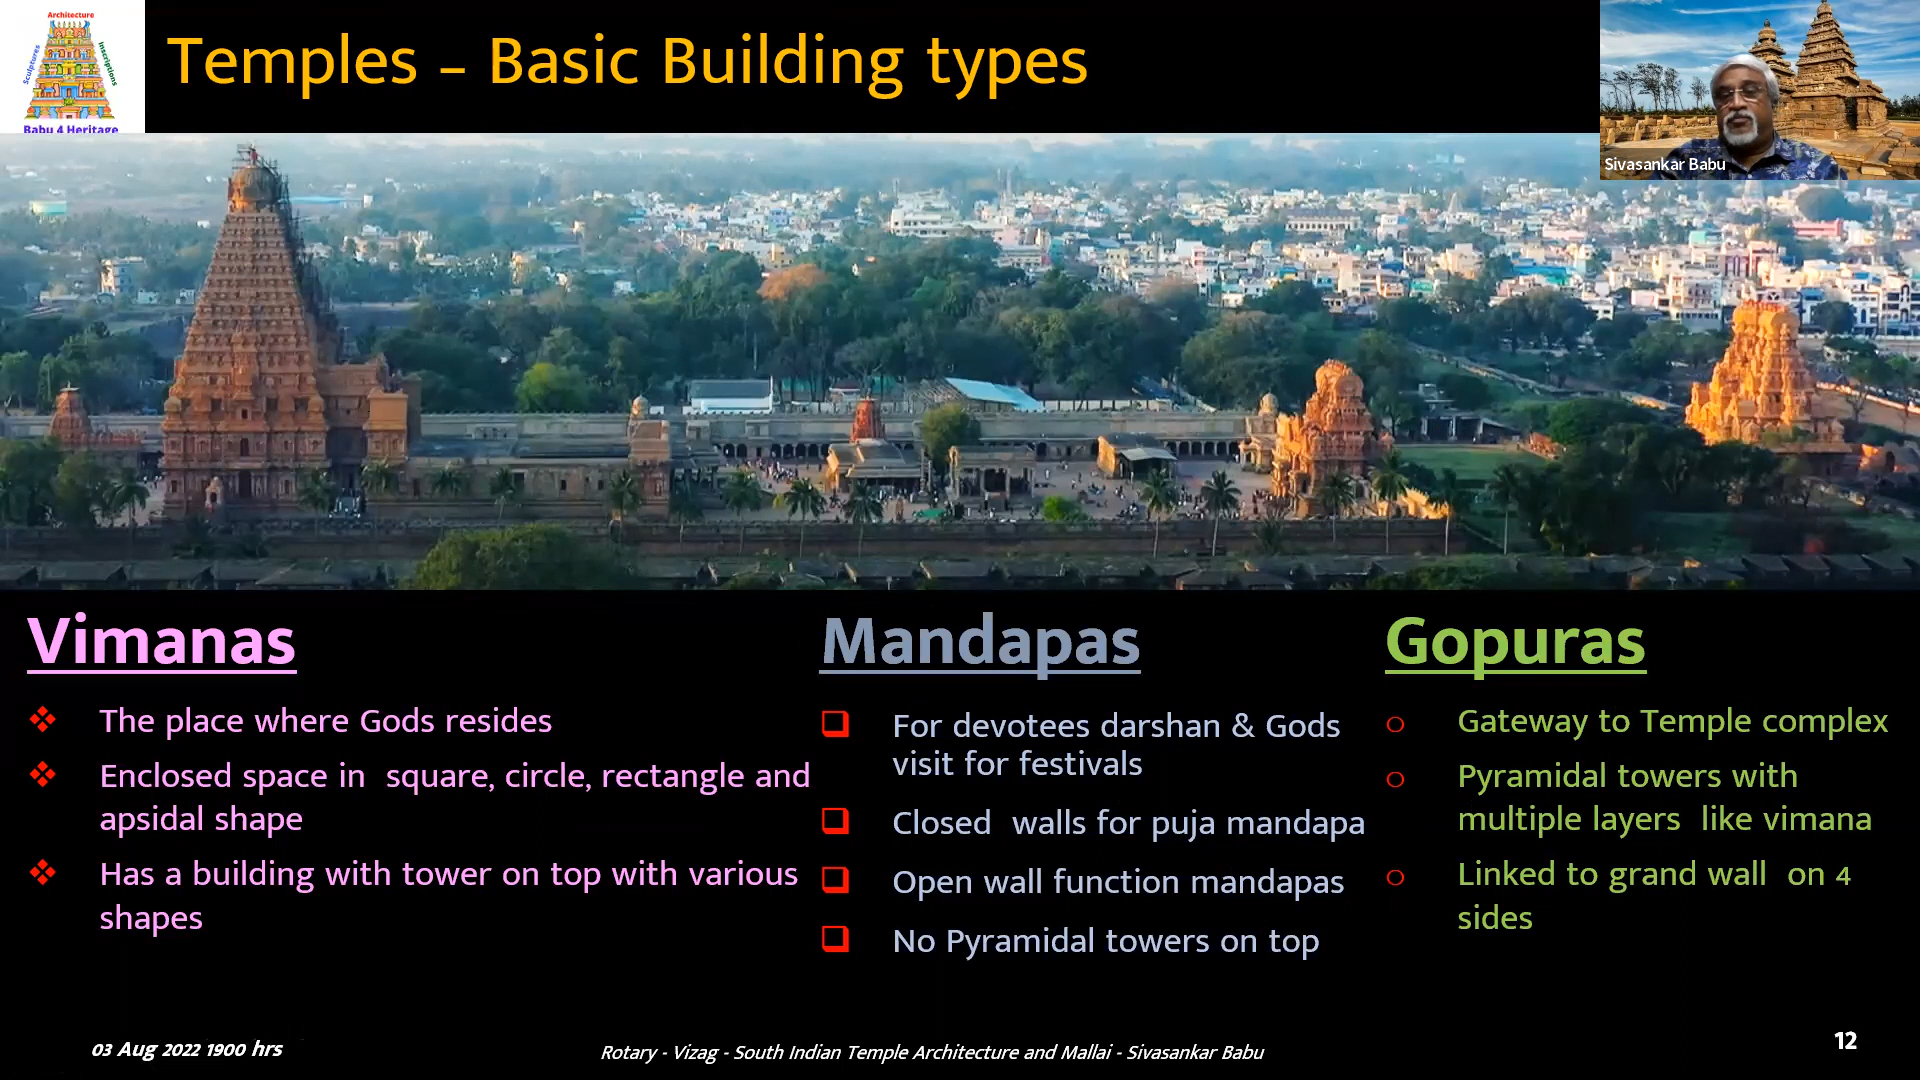 Architecture
Sculptures
Inscriptions
Babu 4 Heritage
Temples – Basic Building types
Sivasankar Babu
Vimanas
❖ The place where Gods resides
❖ Enclosed space in  square, circle, rectangle and
apsidal shape
❖ Has a building with tower on top with various
shapes
Mandapas
❑ For devotees darshan & Gods
visit for festivals
❑ Closed  walls for puja mandapa
❑ Open wall function mandapas
❑ No Pyramidal towers on top
Gopuras
o Gateway to Temple complex
o Pyramidal towers with
multiple layers  like vimana
o Linked to grand wall  on 4
sides
03 Aug 2022 1900 hrs
Rotary - Vizag - South Indian Temple Architecture and Mallai - Sivasankar Babu
12